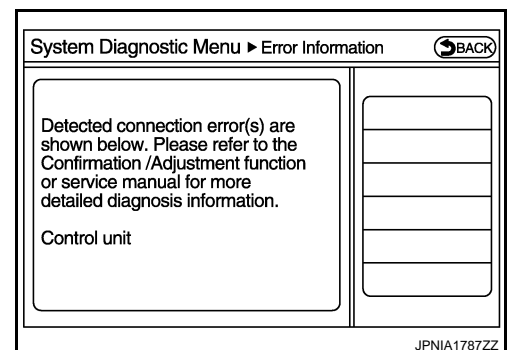 System Diagnostic Menu ▶ Error Information
BACK
Detected connection error(s) are
shown below. Please refer to the
Confirmation /Adjustment function
or service manual for more
detailed diagnosis information.
Control unit
JPNIA1787ZZ